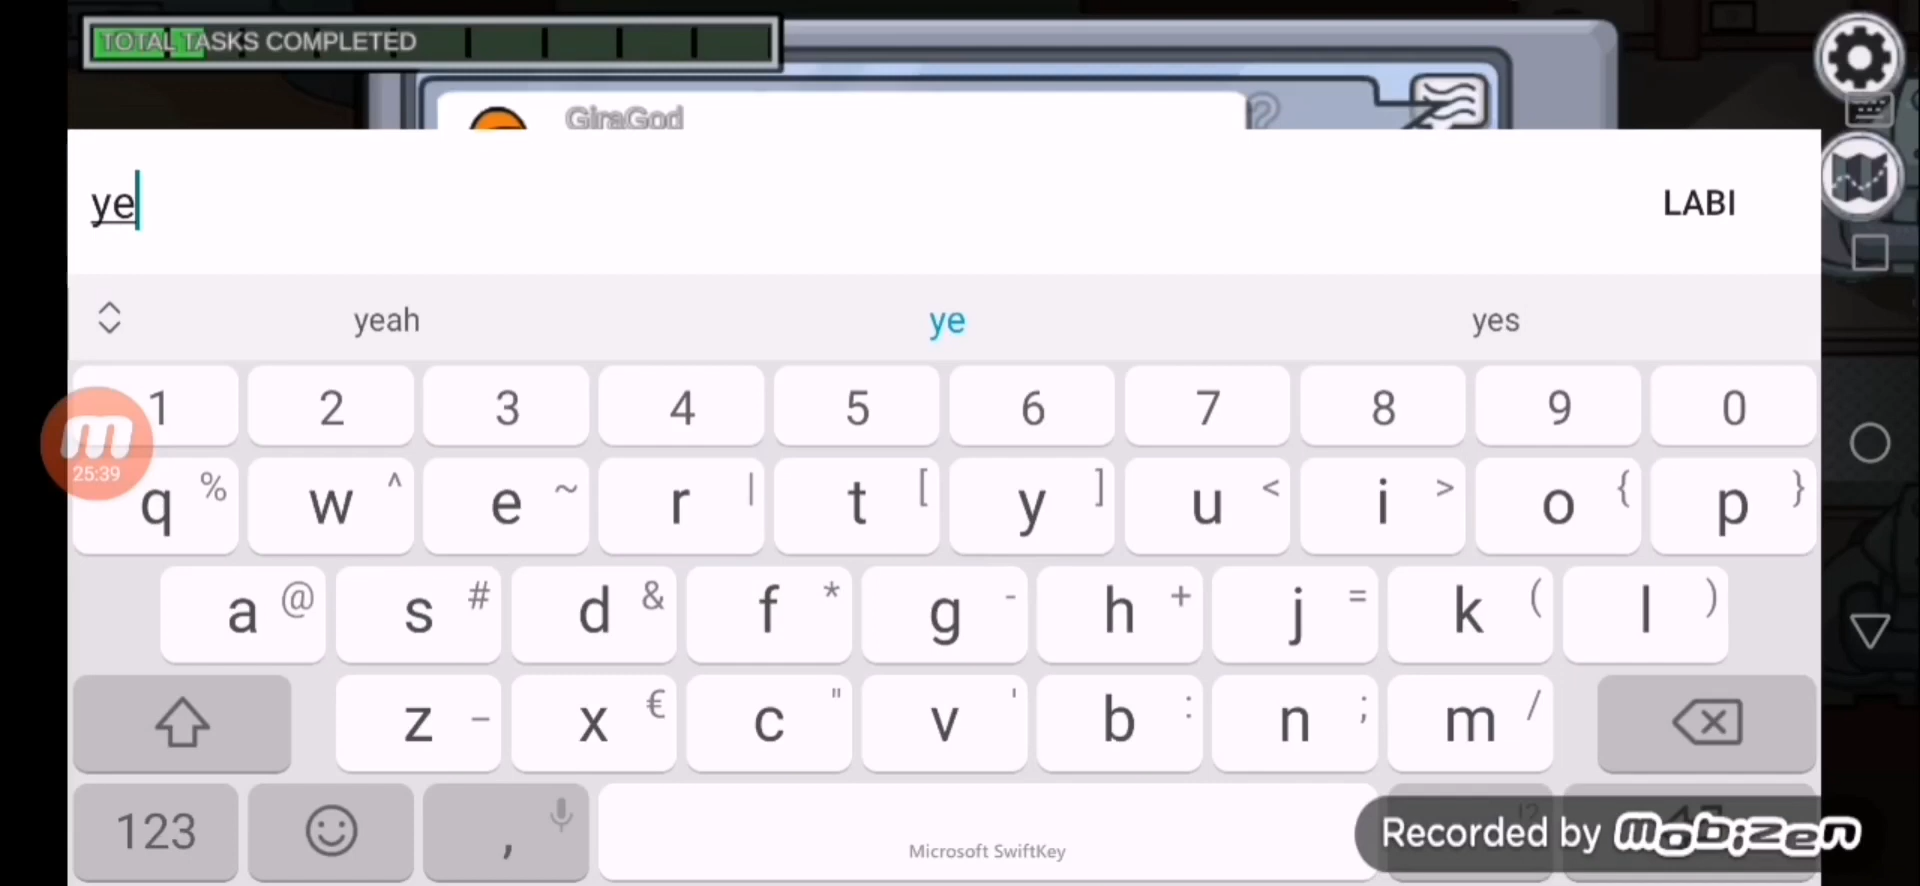 TOTAL TASKS COMPLETED
GiraGod
?
ye
LABI
yeah ye yes
1 2 3 4 5 6 7 8 9 0
25:39
q % w ^ e ~ r | t [ y ] u < i > o { p }
a @ s # d & f * g - h + j = k ( l )
z _ x € c " v ' b : n ; m /
123 , Microsoft SwiftKey !?
Recorded by mobizen